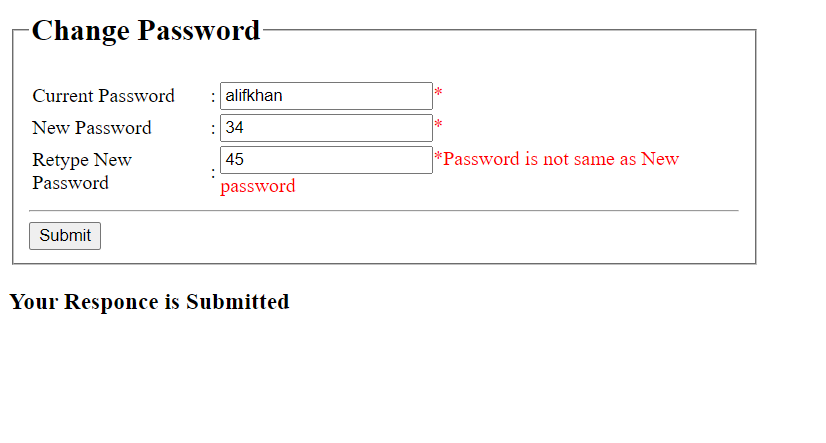 Change Password
Current Password : alifkhan*
New Password : 34*
Retype New : 45*Password is not same as New
Password password
Submit
Your Responce is Submitted